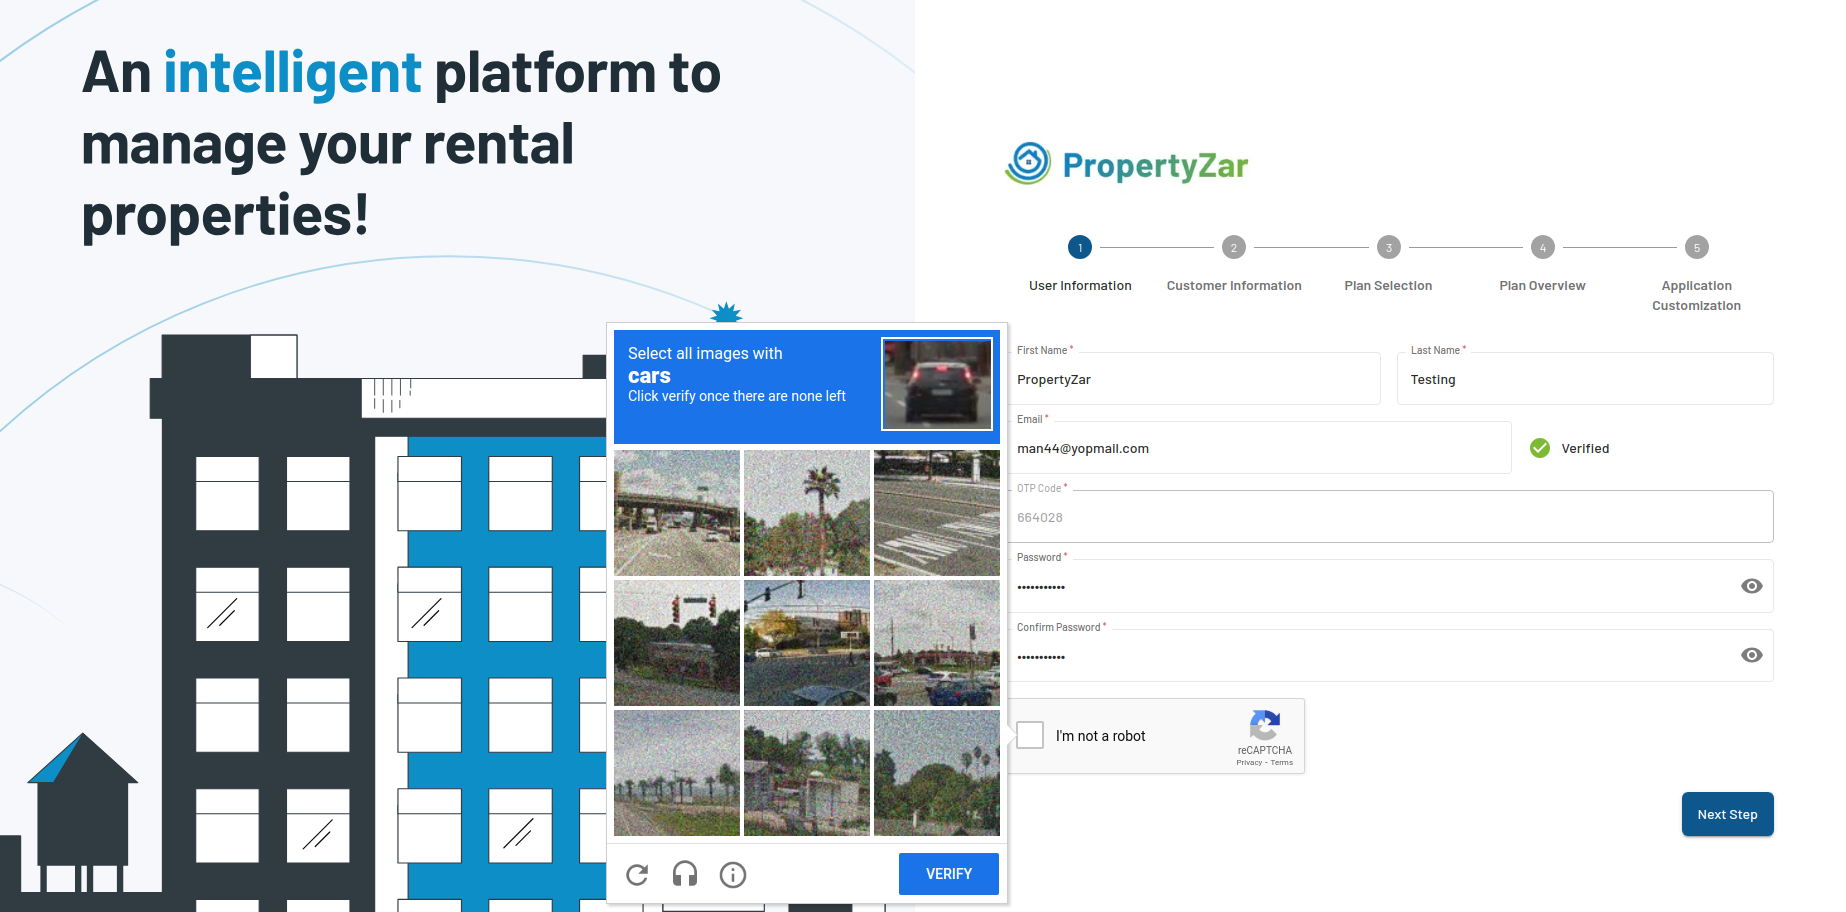 An intelligent platform to
manage your rental
properties!
PropertyZar
1
2
3
4
5
User Information
Customer Information
Plan Selection
Plan Overview
Application
Customization
First Name *
PropertyZar
Last Name *
Testing
Email *
man44@yopmail.com
Verified
OTP Code *
664028
Password *
•••••••••••
Confirm Password *
•••••••••••
Select all images with
cars
Click verify once there are none left
VERIFY
I'm not a robot
reCAPTCHA
Privacy - Terms
Next Step